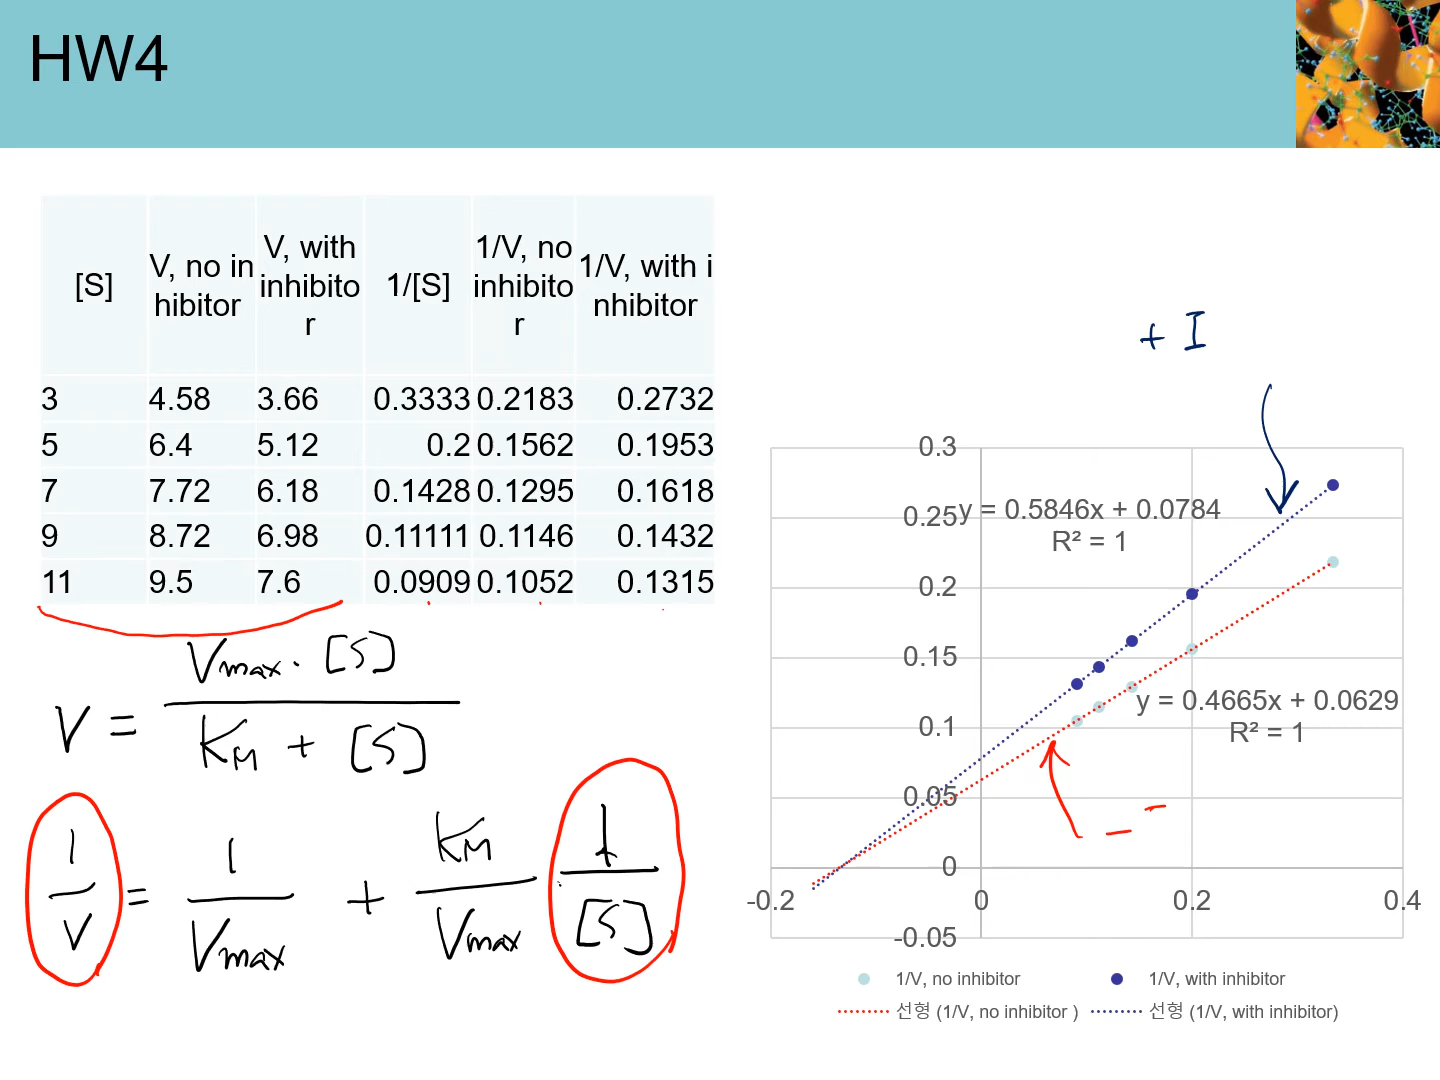 HW4
[S] V, no in V, with 1/[S] 1/V, no 1/V, with i
hibitor inhibito inhibito nhibitor
r r
3 4.58 3.66 0.3333 0.2183 0.2732
5 6.4 5.12 0.2 0.1562 0.1953
7 7.72 6.18 0.1428 0.1295 0.1618
9 8.72 6.98 0.11111 0.1146 0.1432
11 9.5 7.6 0.0909 0.1052 0.1315
V = Vmax · [S] / KM + [S]
1/V = 1/Vmax + KM/Vmax 1/[S]
+ I
0.3
0.25
y = 0.5846x + 0.0784
R² = 1
0.2
0.15
y = 0.4665x + 0.0629
R² = 1
0.1
0.05
0
-0.2 0 0.2 0.4
-0.05
1/V, no inhibitor 1/V, with inhibitor
선형 (1/V, no inhibitor ) 선형 (1/V, with inhibitor)